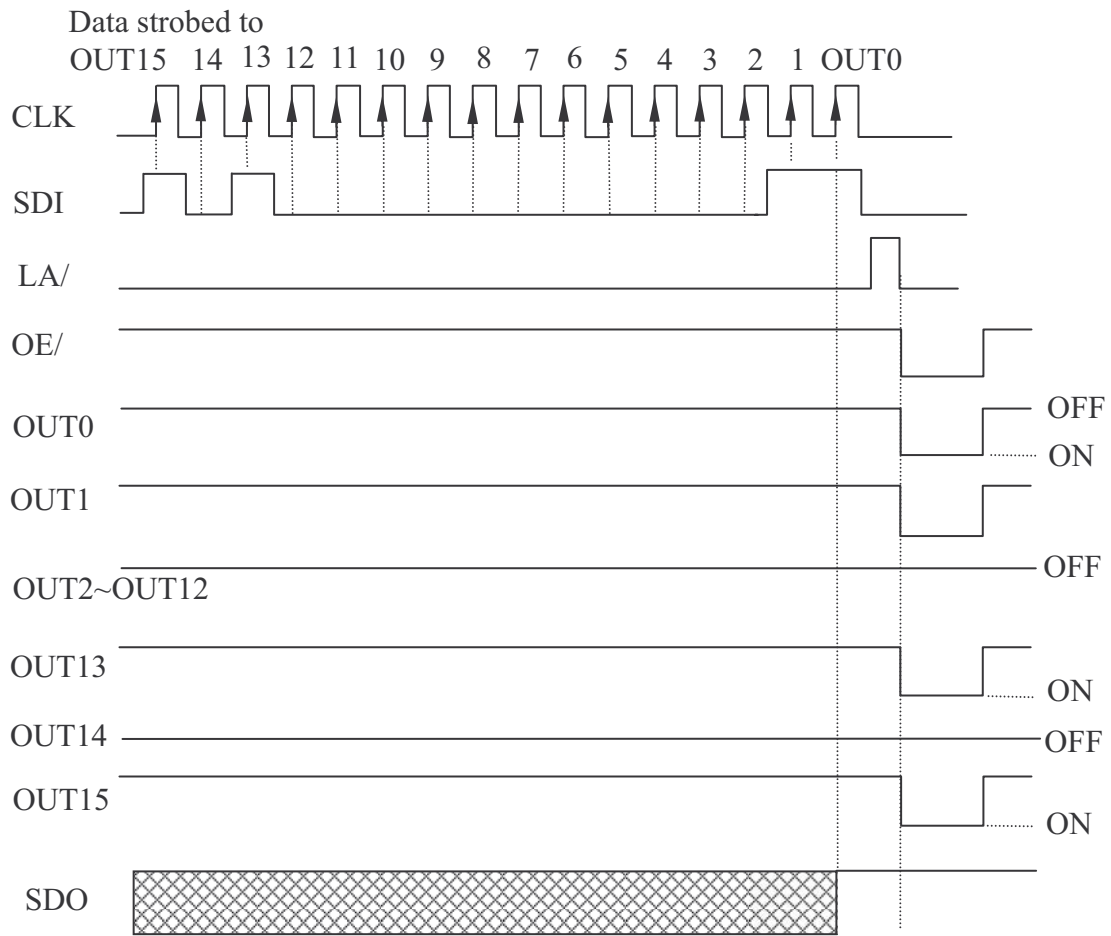 Data strobed to
OUT15 14 13 12 11 10 9 8 7 6 5 4 3 2 1 OUT0
CLK
SDI
LA/
OE/
OUT0
OFF
ON
OUT1
OUT2~OUT12
OFF
OUT13
ON
OUT14
OFF
OUT15
ON
SDO